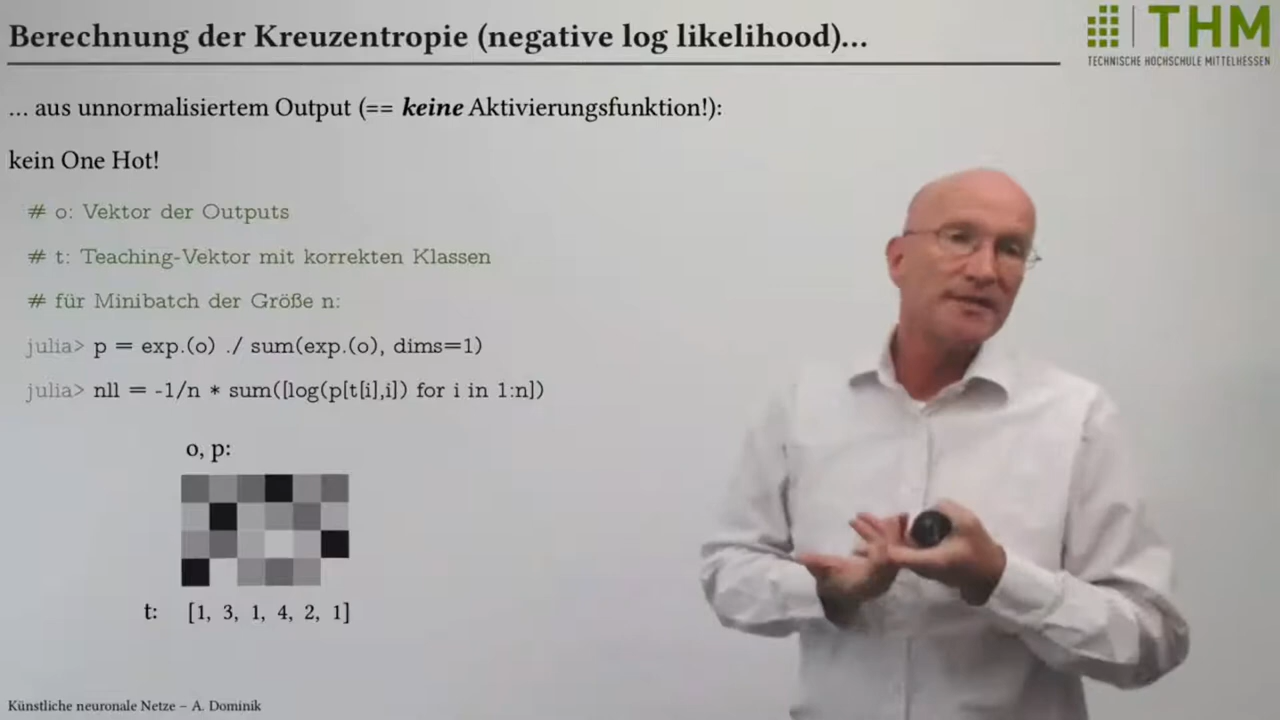 Berechnung der Kreuzentropie (negative log likelihood)...
THM
TECHNISCHE HOCHSCHULE MITTELHESSEN
... aus unnormalisiertem Output (== keine Aktivierungsfunktion!):
kein One Hot!
# o: Vektor der Outputs
# t: Teaching-Vektor mit korrekten Klassen
# für Minibatch der Größe n:
julia> p = exp.(o) ./ sum(exp.(o), dims=1)
julia> nll = -1/n * sum([log(p[t[i],i]) for i in 1:n])
o, p:
t: [1, 3, 1, 4, 2, 1]
Künstliche neuronale Netze – A. Dominik